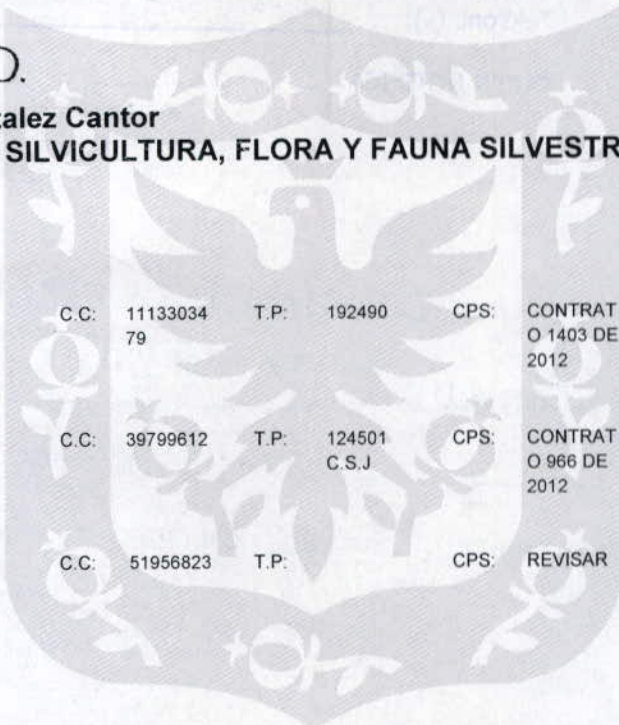 D.
alez Cantor
SILVICULTURA, FLORA Y FAUNA SILVESTR
C.C: 11133034 T.P: 192490 CPS: CONTRAT
79 O 1403 DE
2012
C.C: 39799612 T.P: 124501 CPS: CONTRAT
C.S.J O 966 DE
2012
C.C: 51956823 T.P: CPS: REVISAR